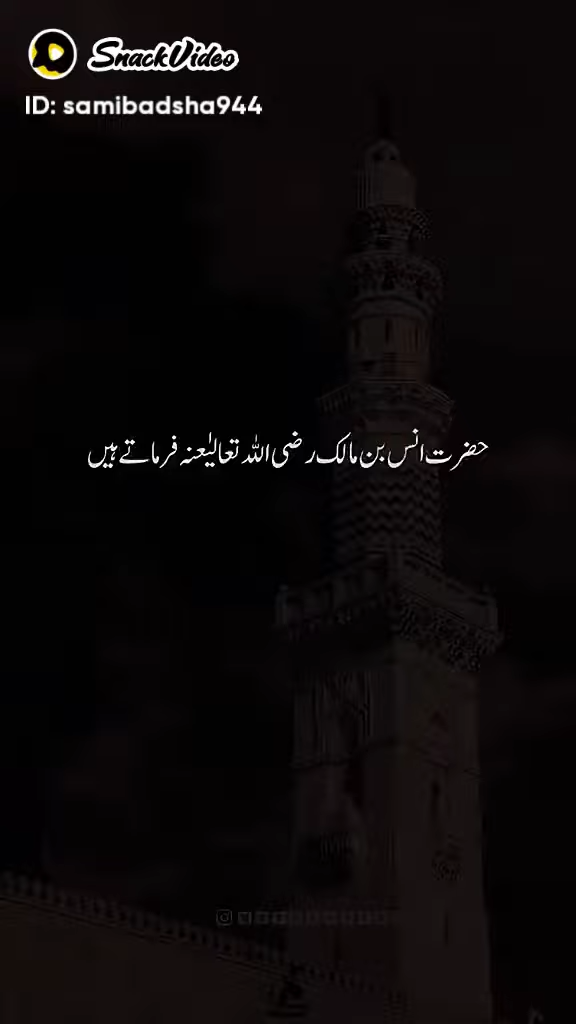 SnackVideo
ID: samibadsha944
حضرت انس بن مالک رضی اللہ تعالیٰعنہ فرماتے ہیں